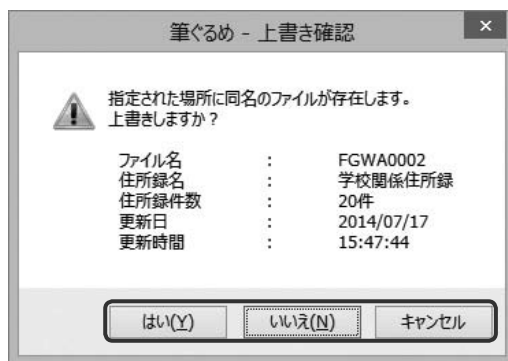 筆ぐるめ - 上書き確認
指定された場所に同名のファイルが存在します。
上書きしますか？
ファイル名 : FGWA0002
住所録名 : 学校関係住所録
住所録件数 : 20件
更新日 : 2014/07/17
更新時間 : 15:47:44
はい(Y) いいえ(N) キャンセル